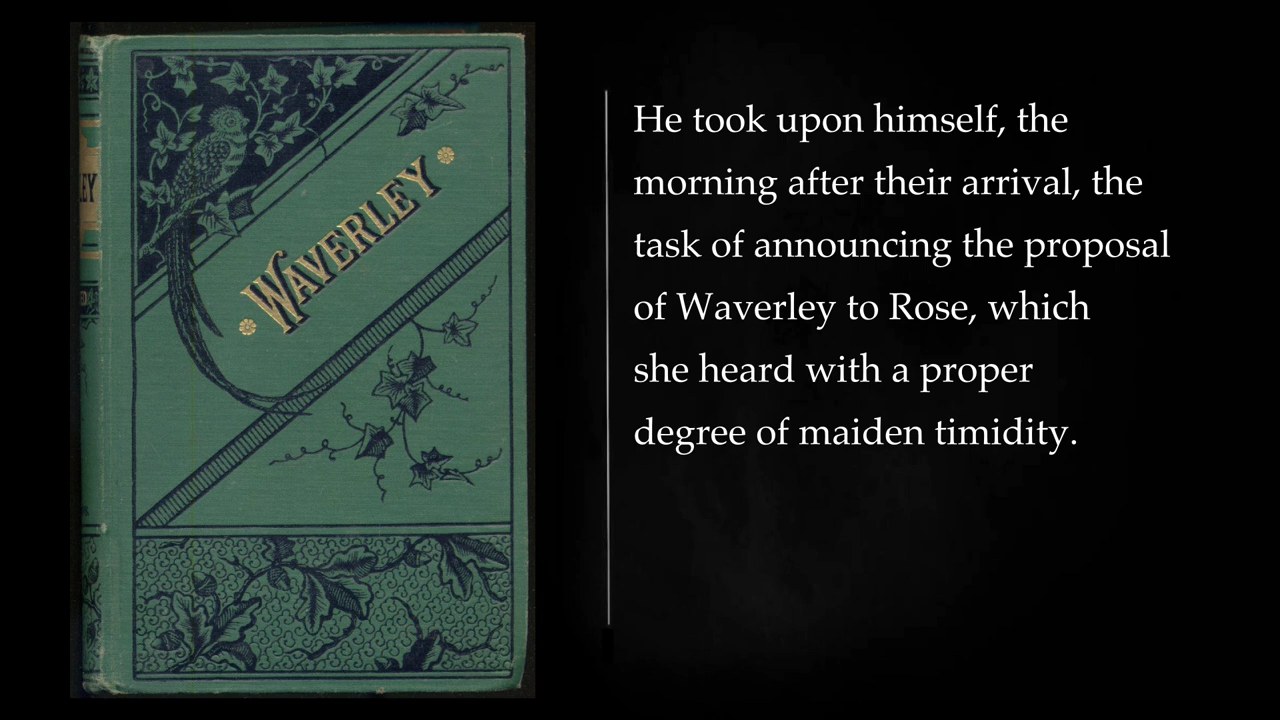 WAVERLEY
EY
He took upon himself, the
morning after their arrival, the
task of announcing the proposal
of Waverley to Rose, which
she heard with a proper
degree of maiden timidity.